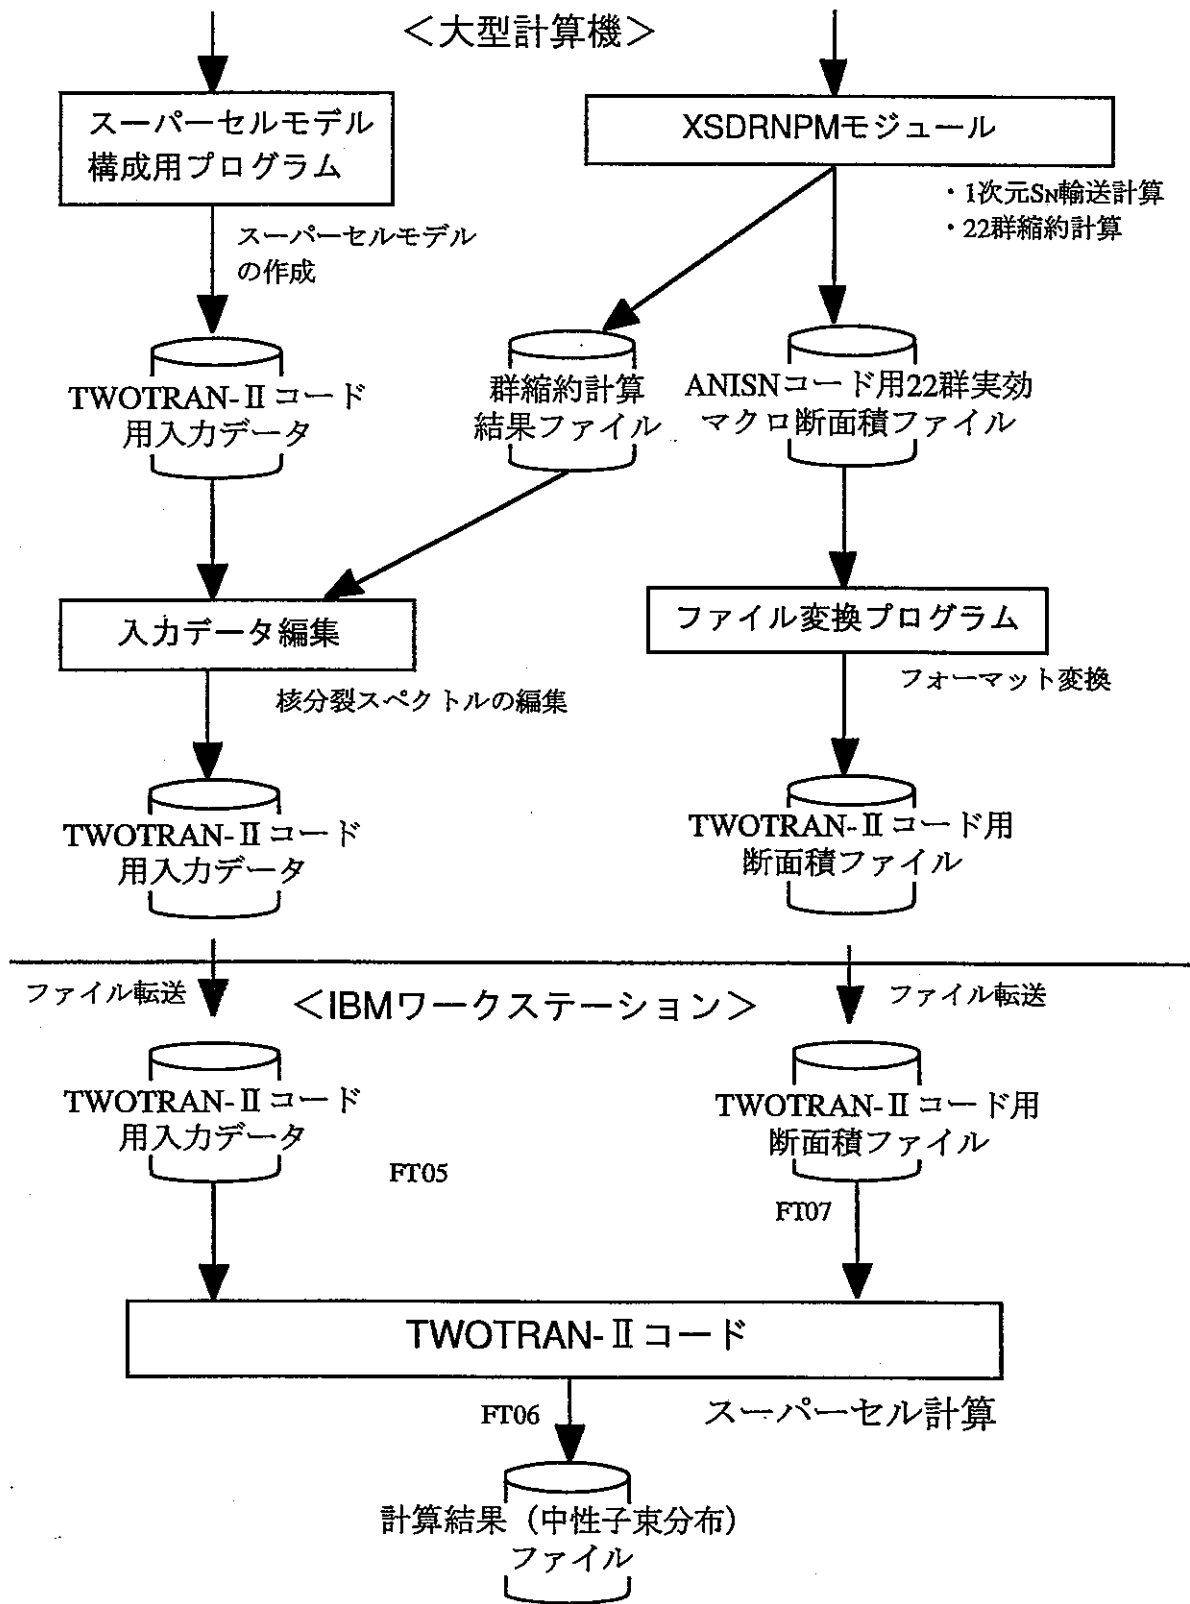 ＜大型計算機＞
スーパーセルモデル
構成用プログラム
XSDRNPMモジュール
・1次元SN輸送計算
・22群縮約計算
スーパーセルモデル
の作成
TWOTRAN-Ⅱコード
用入力データ
群縮約計算
結果ファイル
ANISNコード用22群実効
マクロ断面積ファイル
入力データ編集
ファイル変換プログラム
核分裂スペクトルの編集
フォーマット変換
TWOTRAN-Ⅱコード
用入力データ
TWOTRAN-Ⅱコード用
断面積ファイル
ファイル転送
＜IBMワークステーション＞
ファイル転送
TWOTRAN-Ⅱコード
用入力データ
TWOTRAN-Ⅱコード用
断面積ファイル
FT05
FT07
TWOTRAN-Ⅱコード
FT06
スーパーセル計算
計算結果（中性子束分布）
ファイル